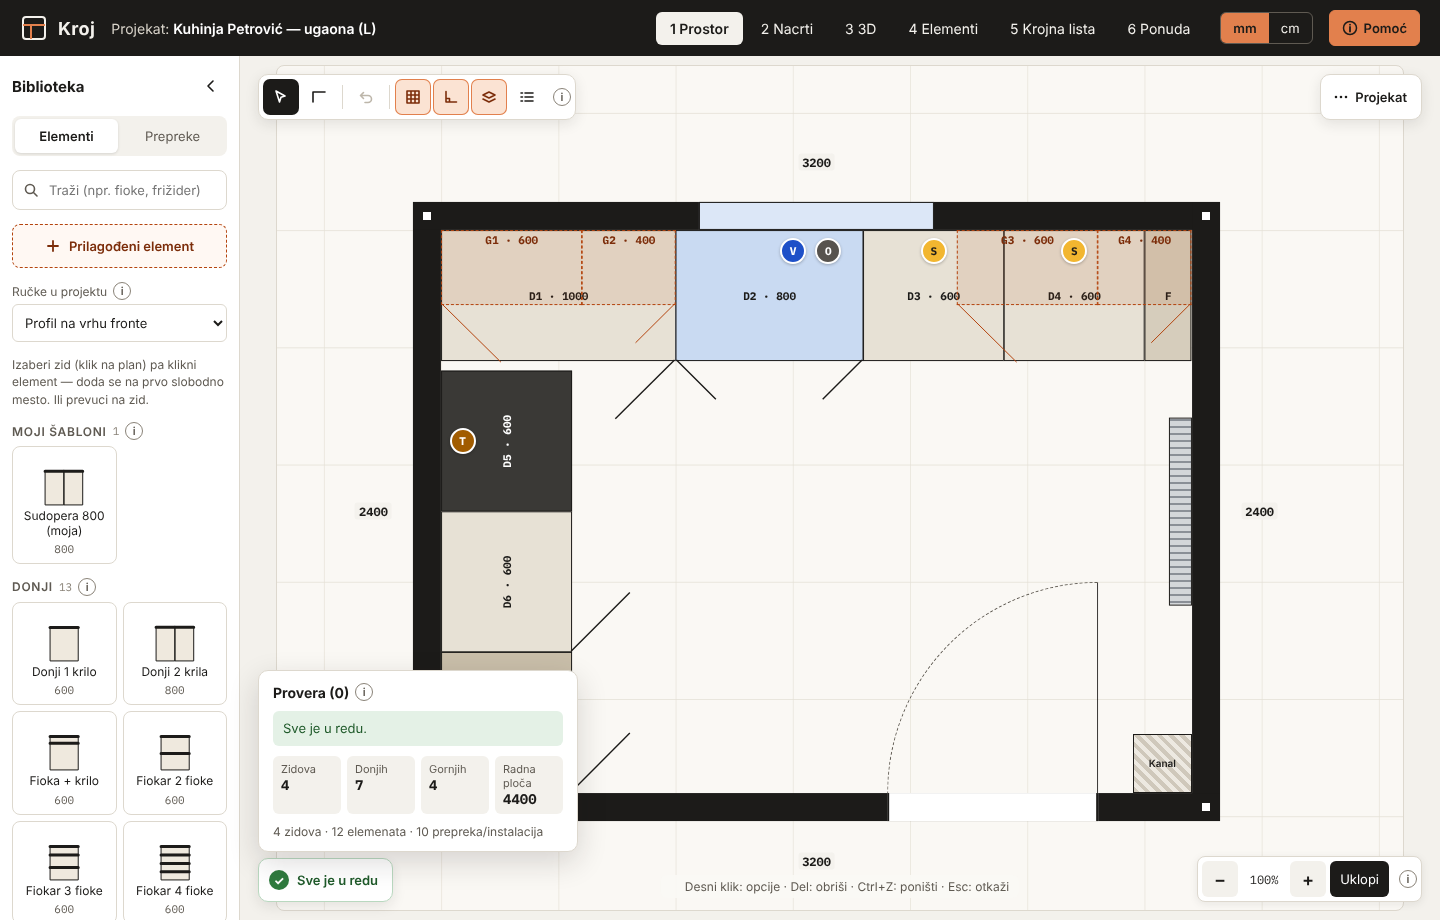 Kroj
Projekat: Kuhinja Petrović — ugaona (L)
1 Prostor
2 Nacrti
3 3D
4 Elementi
5 Krojna lista
6 Ponuda
mm
cm
Pomoć
Biblioteka
Elementi
Prepreke
Traži (npr. fioke, frižider)
Prilagođeni element
Ručke u projektu
Profil na vrhu fronte
Izaberi zid (klik na plan) pa klikni
element — doda se na prvo slobodno
mesto. Ili prevuci na zid.
MOJI ŠABLONI 1
Sudopera 800
(moja)
800
DONJI 13
Donji 1 krilo
600
Donji 2 krila
800
Fioka + krilo
600
Fiokar 2 fioke
600
Fiokar 3 fioke
600
Fiokar 4 fioke
600
Projekat
3200
G1 · 600
G2 · 400
V
O
S
G3 · 600
S
G4 · 400
D1 · 1000
D2 · 800
D3 · 600
D4 · 600
F
T
D5 · 600
D6 · 600
2400
2400
Kanal
Provera (0)
Sve je u redu.
Zidova
4
Donjih
7
Gornjih
4
Radna
ploča
4400
4 zidova · 12 elemenata · 10 prepreka/instalacija
Sve je u redu
3200
Desni klik: opcije · Del: obriši · Ctrl+Z: poništi · Esc: otkaži
−
100%
+
Uklopi